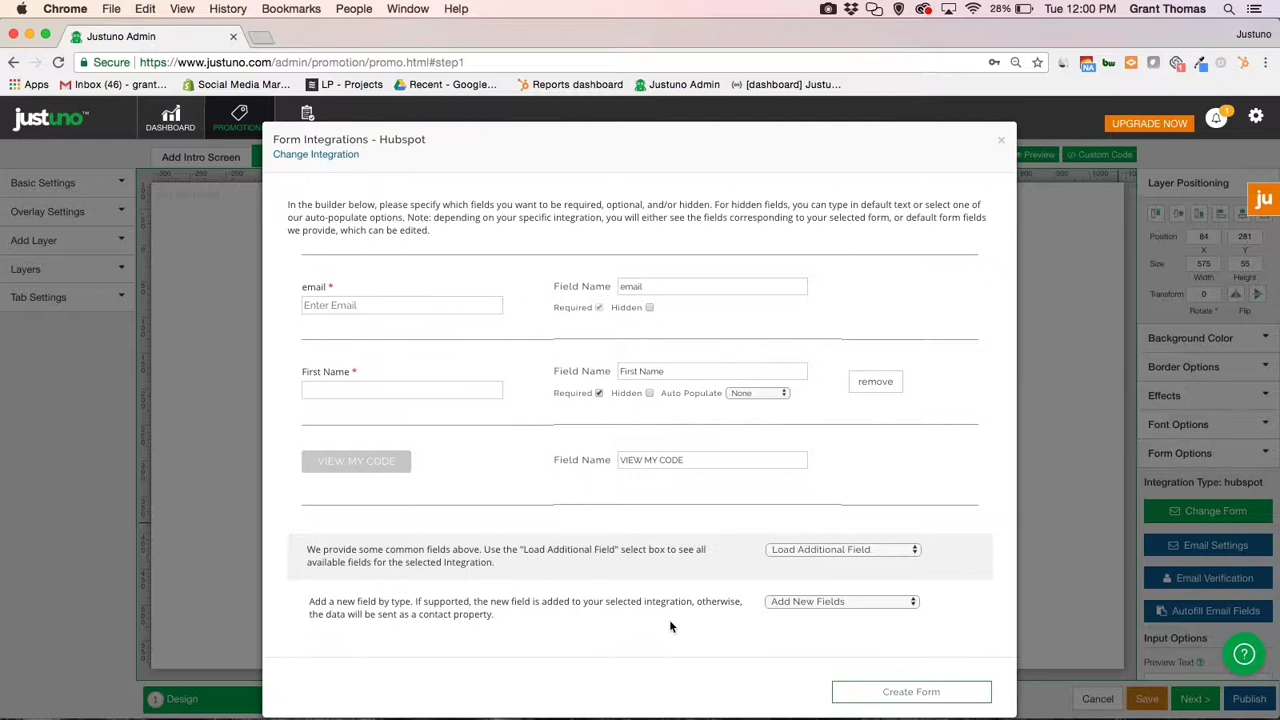 Chrome File Edit View History Bookmarks People Window Help 28% Tue 12:00 PM Grant Thomas
Justuno Admin Justuno
Secure https://www.justuno.com/admin/promotion/promo.html#step1
Apps Inbox (46) - grant... Social Media Mar... LP - Projects Recent - Google... Reports dashboard Justuno Admin [dashboard] Justu...
justuno DASHBOARD PROMOTION UPGRADE NOW 1
Form Integrations - Hubspot ×
Change Integration
Add Intro Screen Preview </> Custom Code
Basic Settings
Overlay Settings
Add Layer
Layers
Tab Settings
In the builder below, please specify which fields you want to be required, optional, and/or hidden. For hidden fields, you can type in default text or select one of
our auto-populate options. Note: depending on your specific integration, you will either see the fields corresponding to your selected form, or default form fields
we provide, which can be edited.
email * Field Name email
Enter Email Required Hidden
First Name * Field Name First Name
Required Hidden Auto Populate None
remove
VIEW MY CODE Field Name VIEW MY CODE
We provide some common fields above. Use the "Load Additional Field" select box to see all
available fields for the selected Integration.
Load Additional Field
Add a new field by type. If supported, the new field is added to your selected integration, otherwise,
the data will be sent as a contact property.
Add New Fields
Create Form
Layer Positioning
ju
Position 84 281
X Y
Size 575 55
Width Height
Transform 0
Rotate ° Flip
Background Color
Border Options
Effects
Font Options
Form Options
Integration Type: hubspot
Change Form
Email Settings
Email Verification
Autofill Email Fields
Input Options
Preview Text ?
1 Design Cancel Save Next > Publish